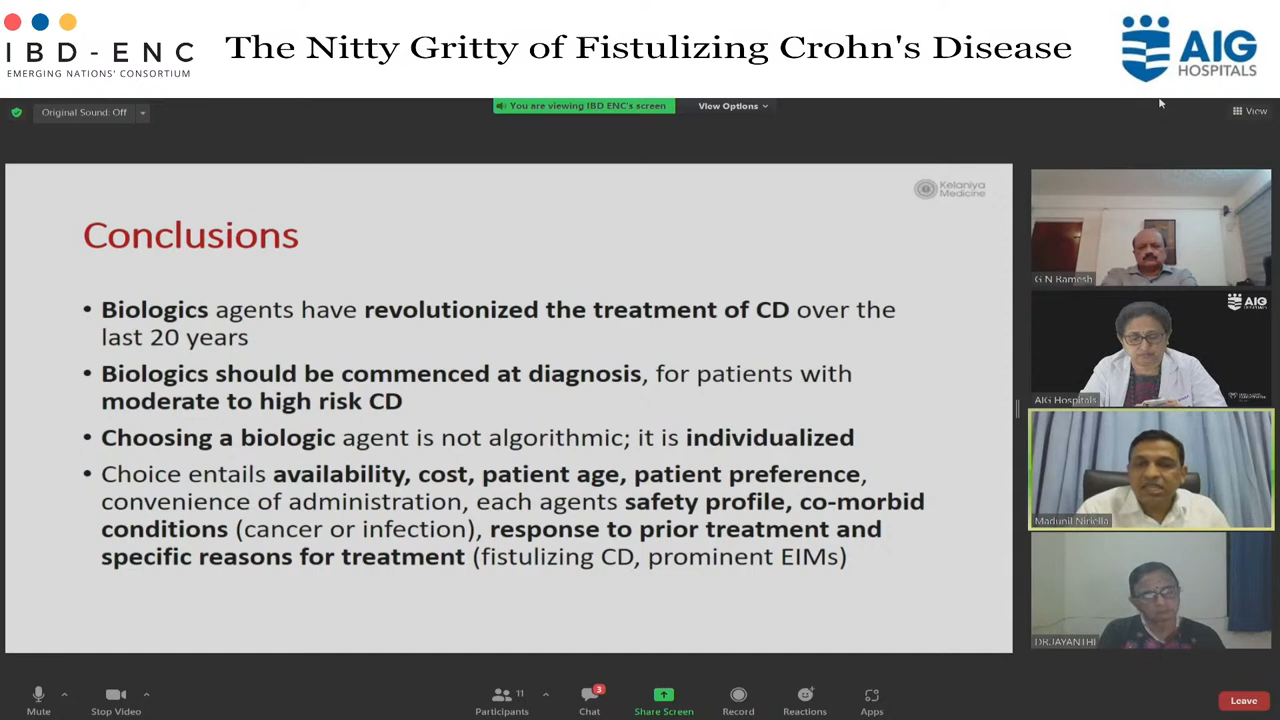 IBD-ENC
EMERGING NATIONS' CONSORTIUM
The Nitty Gritty of Fistulizing Crohn's Disease
AIG
HOSPITALS
Original Sound: Off
You are viewing IBD ENC's screen
View Options
View
Kelaniya
Medicine
Conclusions
• Biologics agents have revolutionized the treatment of CD over the
last 20 years
• Biologics should be commenced at diagnosis, for patients with
moderate to high risk CD
• Choosing a biologic agent is not algorithmic; it is individualized
• Choice entails availability, cost, patient age, patient preference,
convenience of administration, each agents safety profile, co-morbid
conditions (cancer or infection), response to prior treatment and
specific reasons for treatment (fistulizing CD, prominent EIMs)
G N Ramesh
AIG
AIG Hospitals
Madunil Niriella
DR.JAYANTHI
Mute
Stop Video
11
Participants
3
Chat
Share Screen
Record
Reactions
Apps
Leave